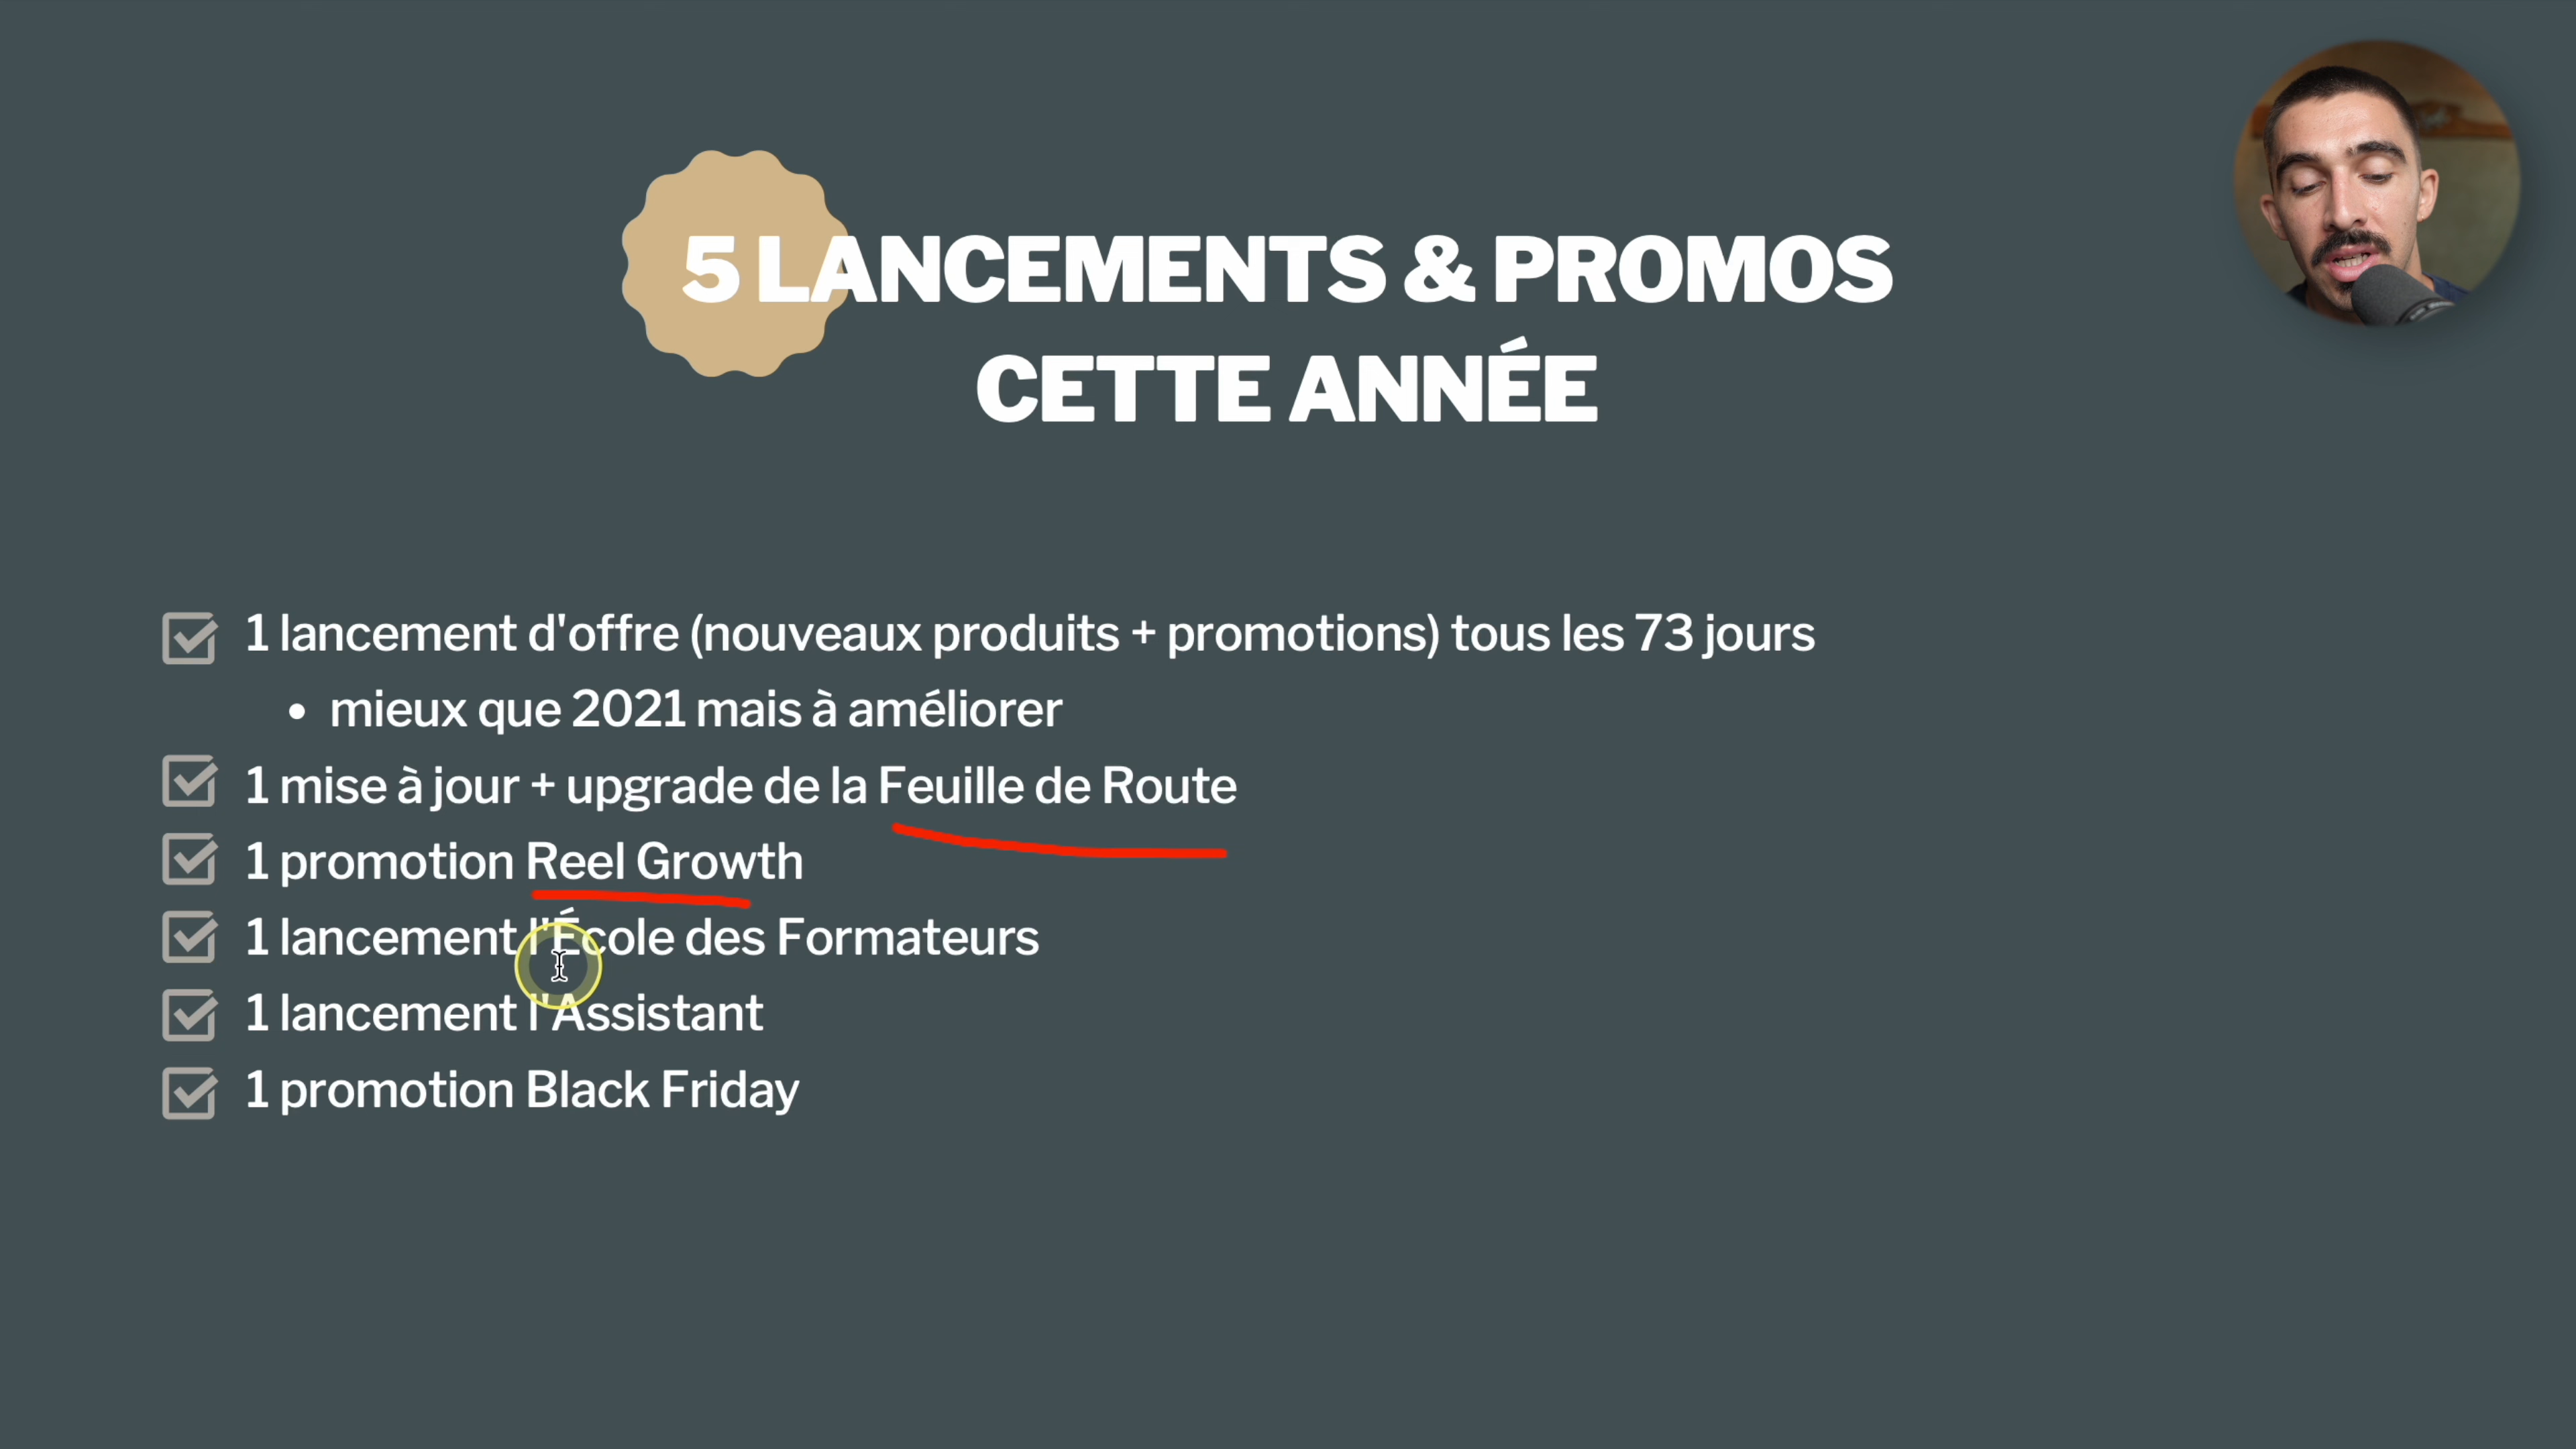 5 LANCEMENTS & PROMOS
CETTE ANNÉE
1 lancement d'offre (nouveaux produits + promotions) tous les 73 jours
• mieux que 2021 mais à améliorer
1 mise à jour + upgrade de la Feuille de Route
1 promotion Reel Growth
1 lancement l'École des Formateurs
1 lancement l'Assistant
1 promotion Black Friday